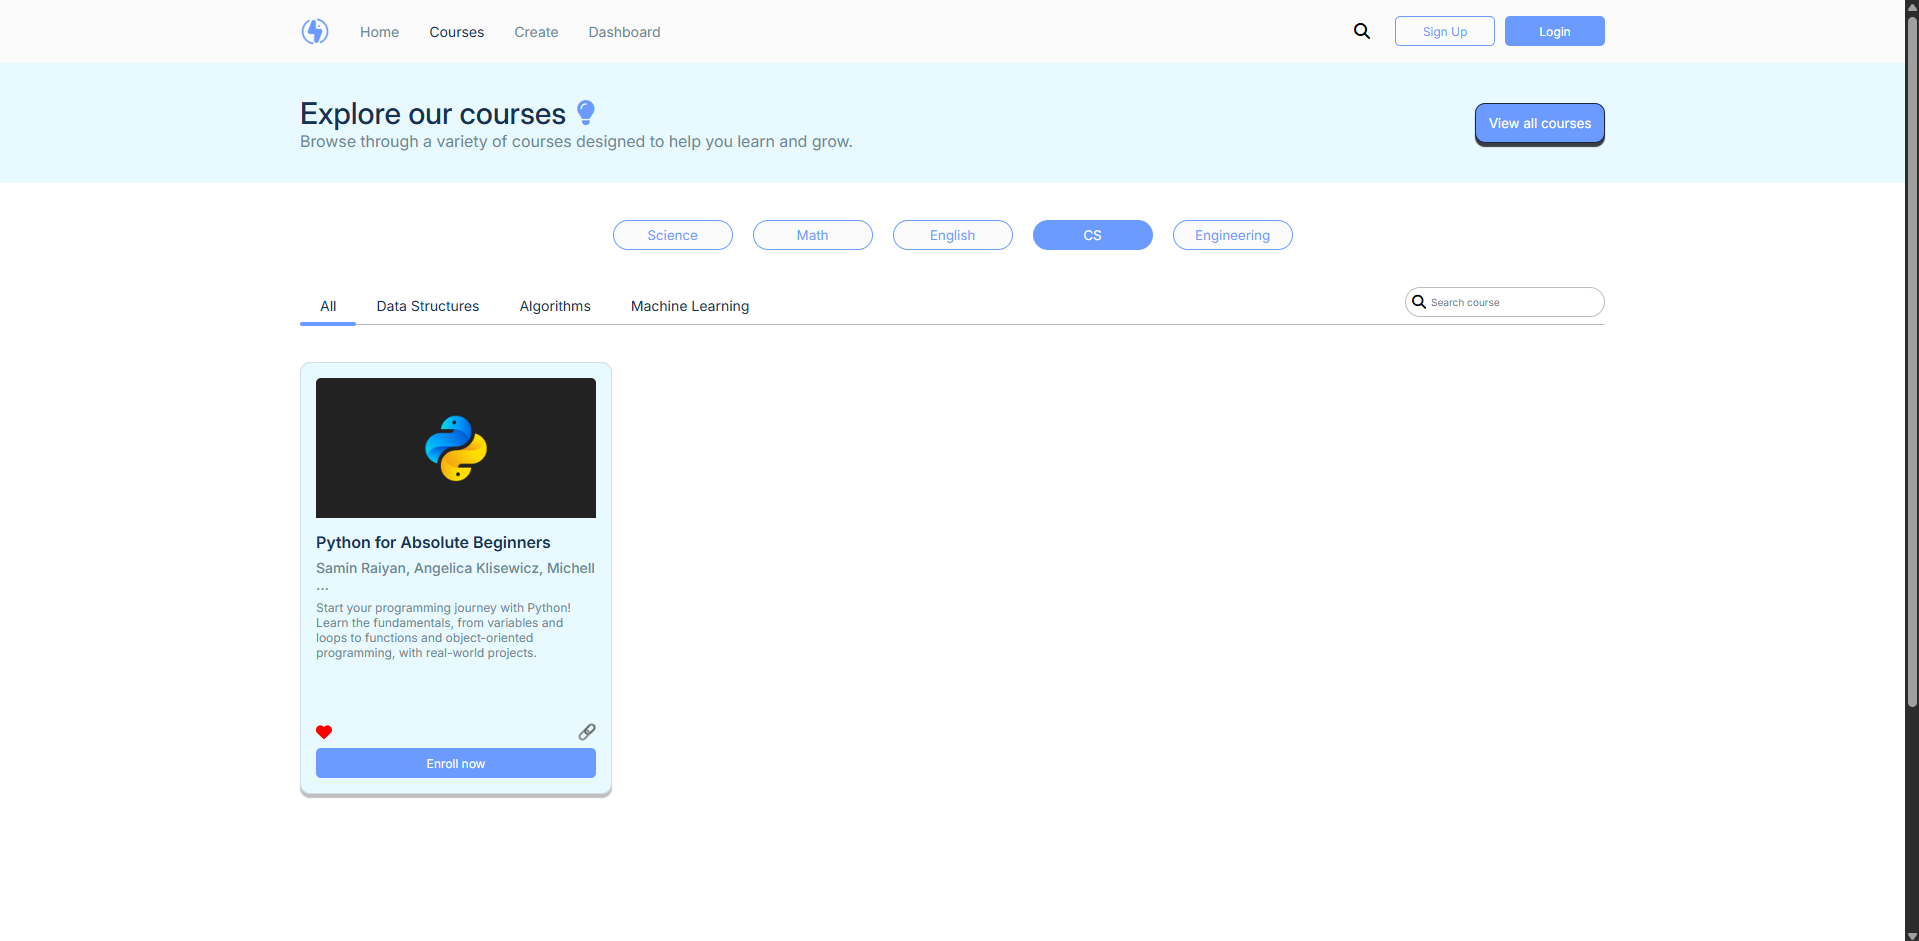 Home Courses Create Dashboard Sign Up Login
Explore our courses
Browse through a variety of courses designed to help you learn and grow.
View all courses
Science Math English CS Engineering
All Data Structures Algorithms Machine Learning Search course
Python for Absolute Beginners
Samin Raiyan, Angelica Klisewicz, Michell
...
Start your programming journey with Python!
Learn the fundamentals, from variables and
loops to functions and object-oriented
programming, with real-world projects.
Enroll now